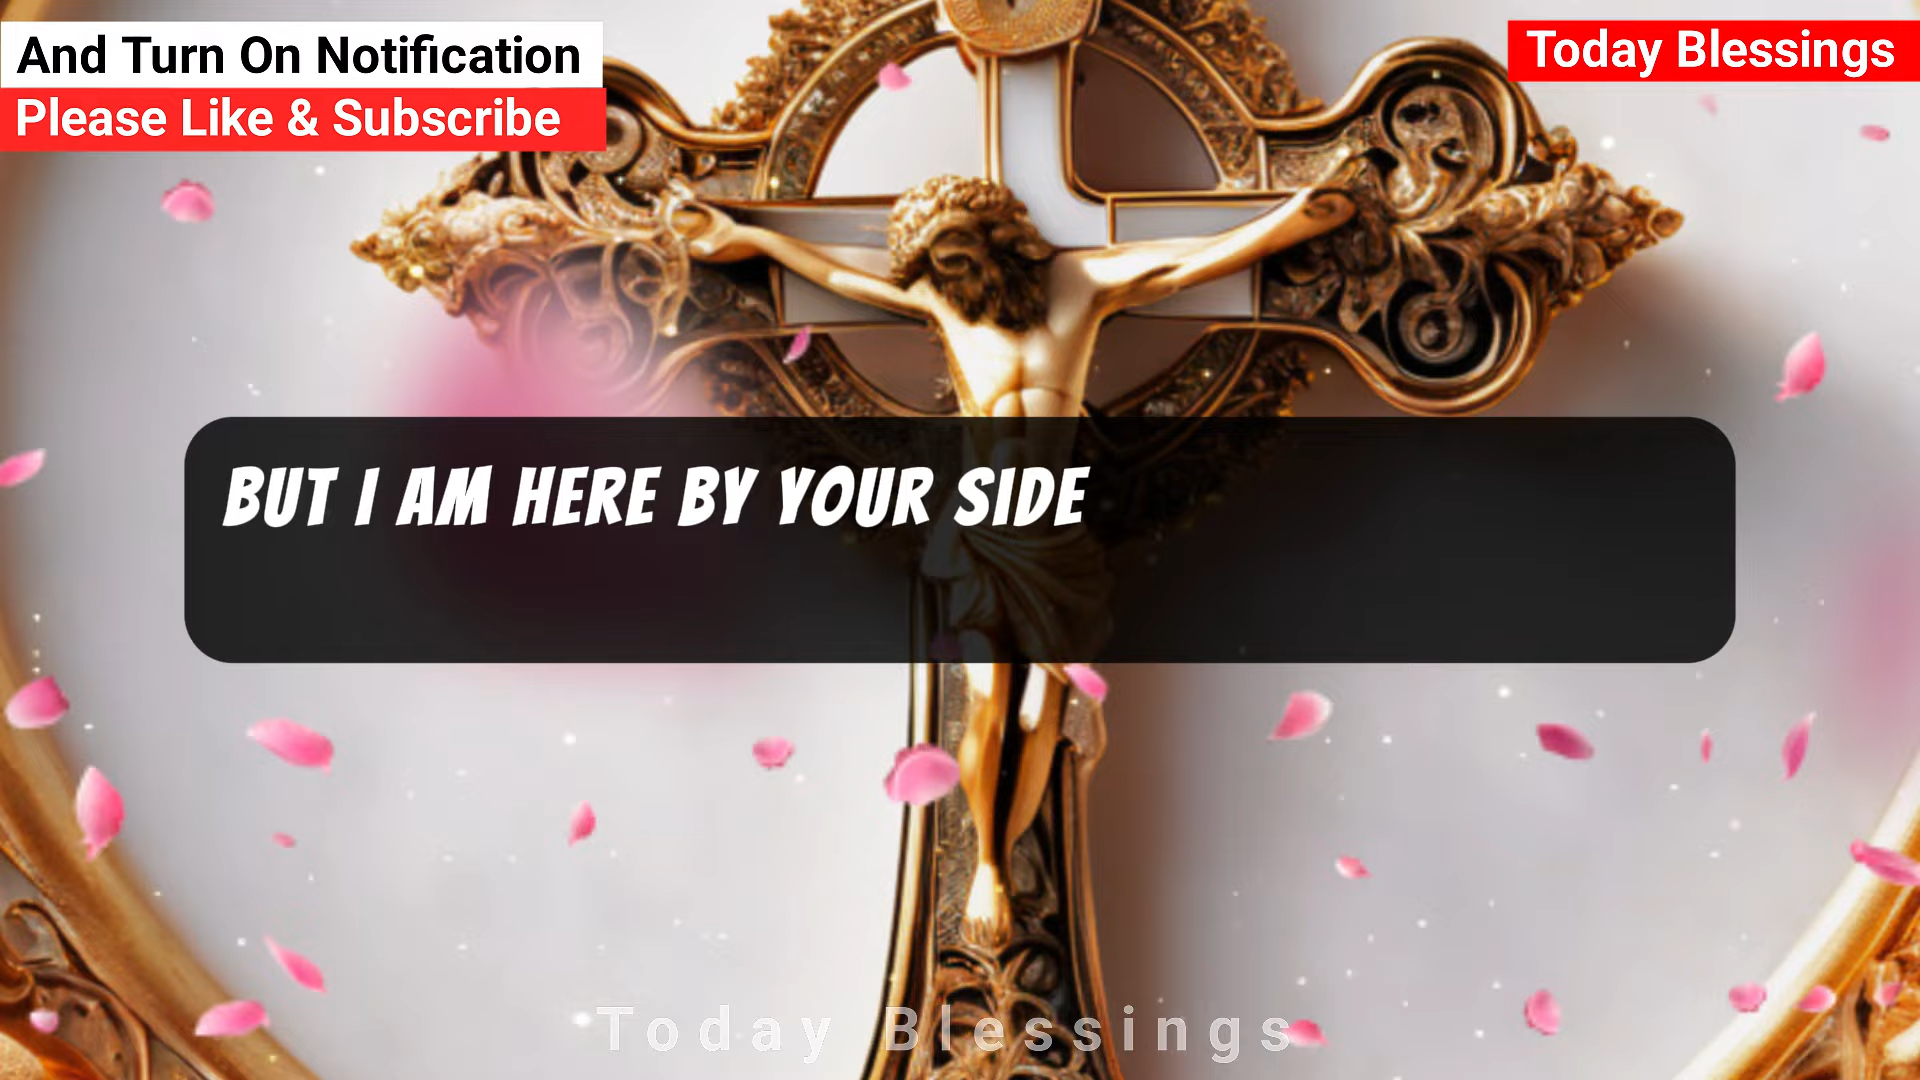 And Turn On Notification
Please Like & Subscribe
Today Blessings
BUT I AM HERE BY YOUR SIDE
Today Blessings